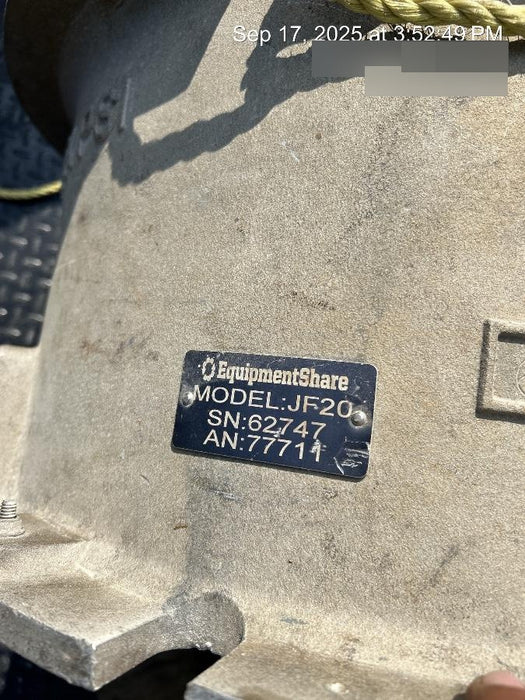 Sep 17, 2025 at 3:52:49 PM
EquipmentShare
MODEL:JF20
SN:62747
AN:77711